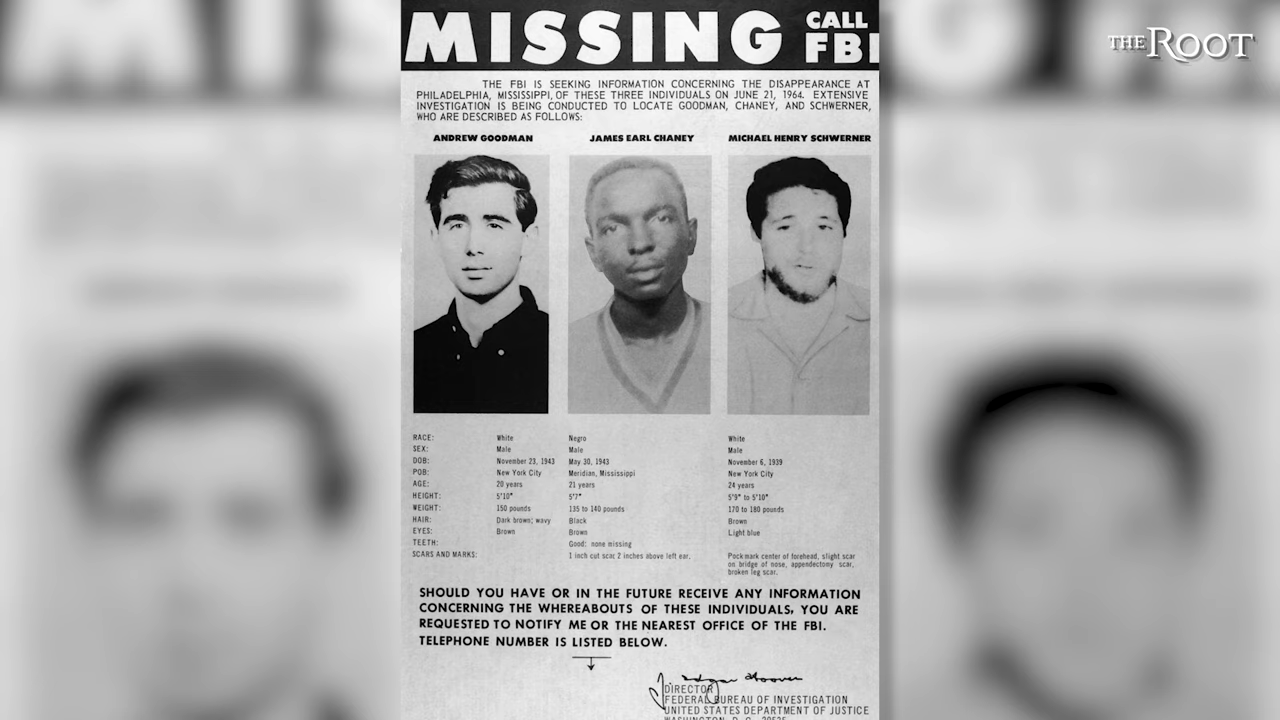 MISSING CALL FBI
THE ROOT
THE FBI IS SEEKING INFORMATION CONCERNING THE DISAPPEARANCE AT
PHILADELPHIA, MISSISSIPPI, OF THESE THREE INDIVIDUALS ON JUNE 21, 1964. EXTENSIVE
INVESTIGATION IS BEING CONDUCTED TO LOCATE GOODMAN, CHANEY, AND SCHWERNER,
WHO ARE DESCRIBED AS FOLLOWS:
ANDREW GOODMAN JAMES EARL CHANEY MICHAEL HENRY SCHWERNER
RACE: White Negro White
SEX: Male Male Male
DOB: November 23, 1943 May 30, 1943 November 6, 1939
POB: New York City Meridian, Mississippi New York City
AGE: 20 years 21 years 24 years
HEIGHT: 5'10" 5'7" 5'9" to 5'10"
WEIGHT: 150 pounds 135 to 140 pounds 170 to 180 pounds
HAIR: Dark brown; wavy Black Brown
EYES: Brown Brown Light blue
TEETH: Good: none missing
SCARS AND MARKS: 1 inch cut scar 2 inches above left ear. Pock mark center of forehead, slight scar
on bridge of nose, appendectomy scar,
broken leg scar.
SHOULD YOU HAVE OR IN THE FUTURE RECEIVE ANY INFORMATION
CONCERNING THE WHEREABOUTS OF THESE INDIVIDUALS, YOU ARE
REQUESTED TO NOTIFY ME OR THE NEAREST OFFICE OF THE FBI.
TELEPHONE NUMBER IS LISTED BELOW.
J. Edgar Hoover
DIRECTOR
FEDERAL BUREAU OF INVESTIGATION
UNITED STATES DEPARTMENT OF JUSTICE
WASHINGTON, D. C. 20535